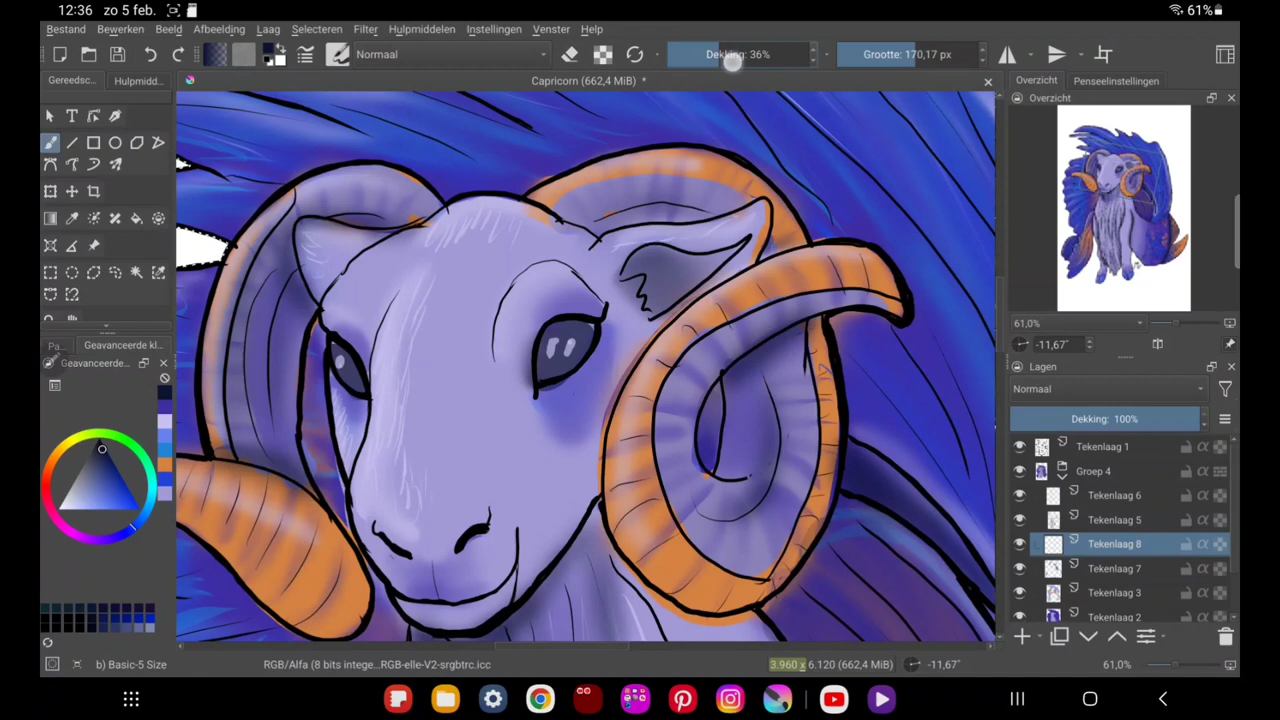 12:36 zo 5 feb. 61%
Bestand Bewerken Beeld Afbeelding Laag Selecteren Filter Hulpmiddelen Instellingen Venster Help
Normaal Dekking: 36% Grootte: 170,17 px
Gereedsc... Hulpmidd... Capricorn (662,4 MiB) * Overzicht Penseelinstellingen
Overzicht
61,0%
-11,67°
Pa... Geavanceerde kl...
Geavanceerde...
Lagen
Normaal
Dekking: 100%
Tekenlaag 1
Groep 4
Tekenlaag 6
Tekenlaag 5
Tekenlaag 8
Tekenlaag 7
Tekenlaag 3
Tekenlaag 2
b) Basic-5 Size RGB/Alfa (8 bits intege...RGB-elle-V2-srgbtrc.icc 3.960 x 6.120 (662,4 MiB) -11,67° 61,0%